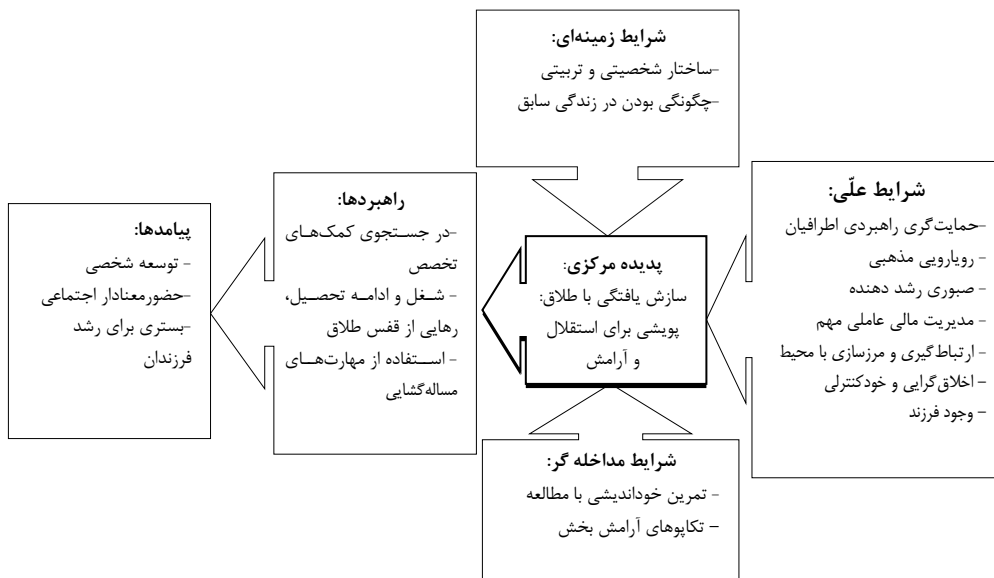 شرایط زمینه‌ای:
-ساختار شخصیتی و تربیتی
-چگونگی بودن در زندگی سابق
شرایط علّی:
-حمایت‌گری راهبردی اطرافیان
-رویارویی مذهبی
- صبوری رشد دهنده
- مدیریت مالی عاملی مهم
- ارتباط‌گیری و مرزسازی با محیط
-اخلاق‌گرایی و خودکنترلی
- وجود فرزند
پدیده مرکزی:
سازش یافتگی با طلاق:
پویشی برای استقلال
و آرامش
راهبردها:
-در جستجوی کمک‌های
تخصص
- شغل و ادامه تحصیل،
رهایی از قفس طلاق
- استفاده از مهارت‌های
مساله‌گشایی
پیامدها:
- توسعه شخصی
-حضورمعنادار اجتماعی
-بستری برای رشد
فرزندان
شرایط مداخله گر:
- تمرین خوداندیشی با مطالعه
– تکاپوهای آرامش بخش